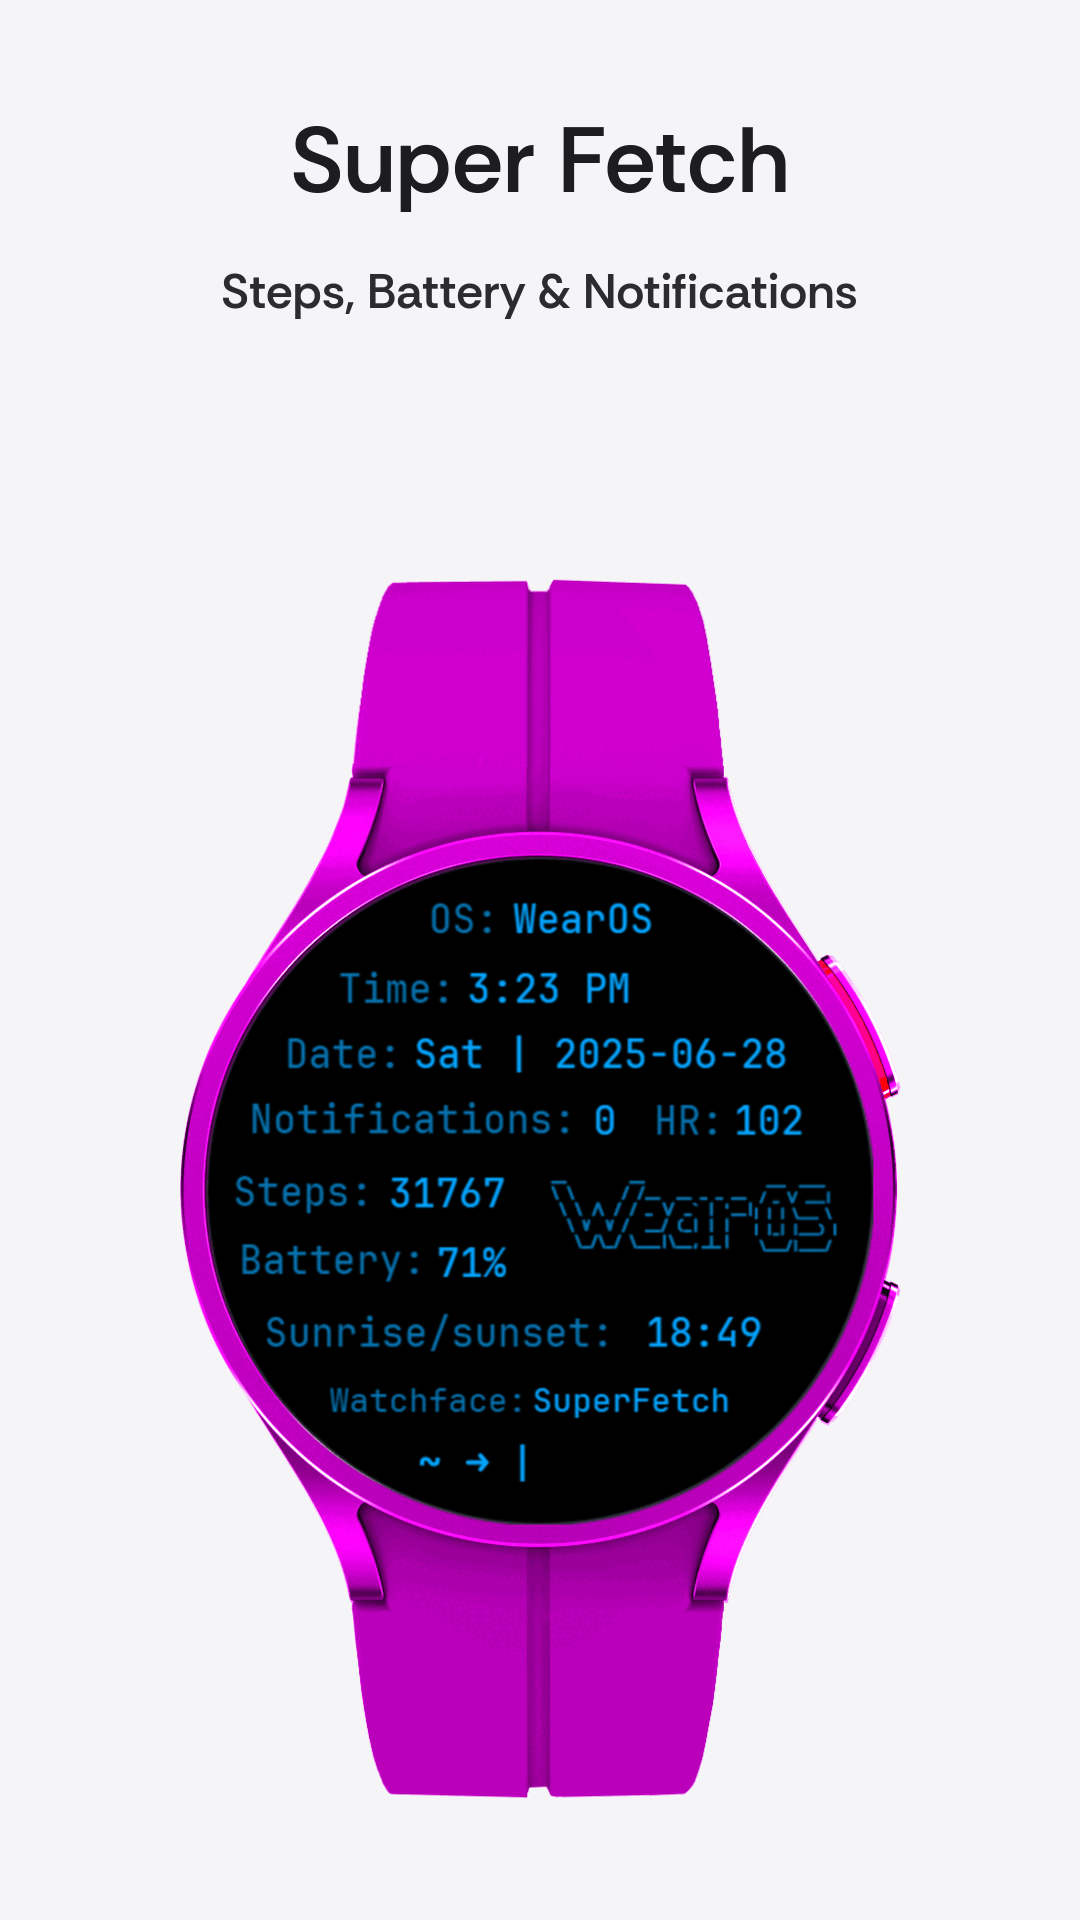 Super Fetch
Steps, Battery & Notifications
OS: WearOS
Time: 3:23 PM
Date: Sat | 2025-06-28
Notifications: 0 HR: 102
Steps: 31767
WearOS
Battery: 71%
Sunrise/sunset: 18:49
Watchface: SuperFetch
~ → |